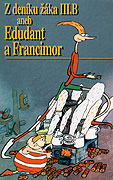 Z deníku žáka III.B
aneb
Edudant
a Francimor